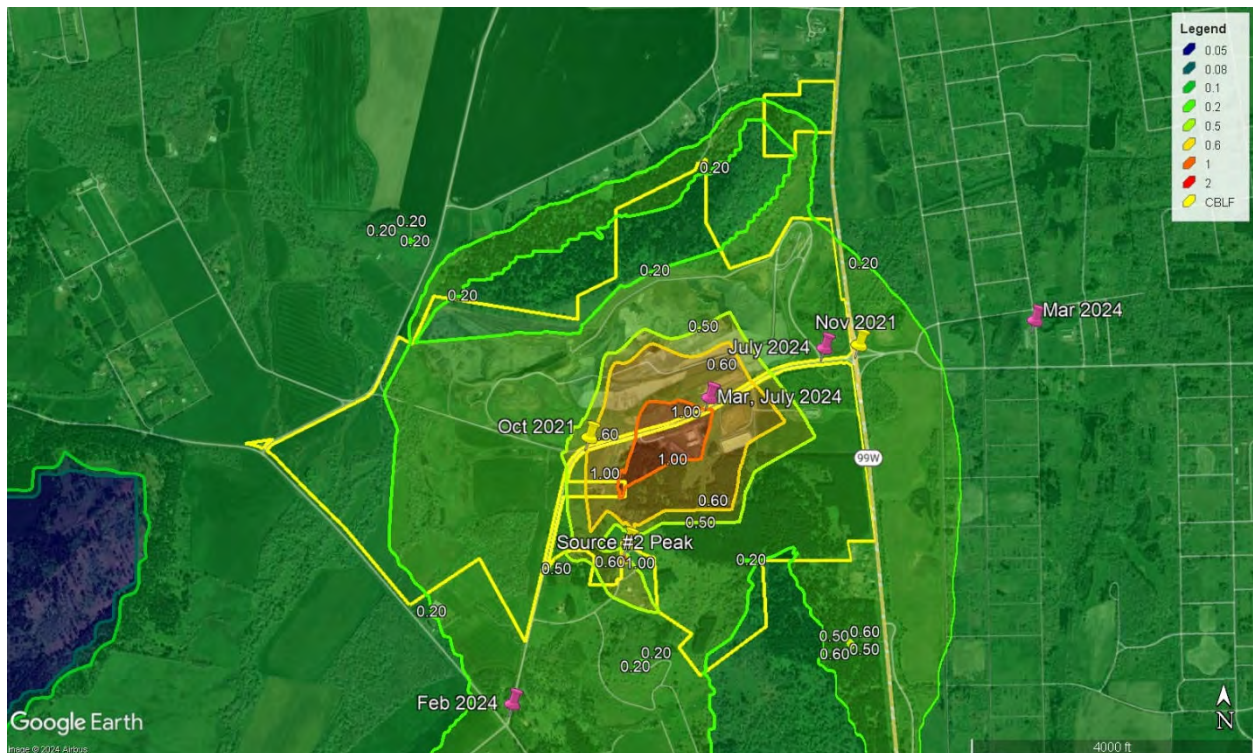 Legend
0.05
0.08
0.1
0.2
0.5
0.6
1
2
CBLF
0.20
0.20
0.20
0.20
0.20
0.20
0.20
0.20
Mar 2024
Nov 2021
0.50
July 2024
0.60
Mar, July 2024
1.00
Oct 2021
.60
1.00
1.00
99W
0.60
0.50
Source #2 Peak
0.50
0.60
1.00
0.20
0.20
0.50
0.60
0.60
0.50
0.20
0.20
Feb 2024
Google Earth
Image © 2024 Airbus
N
4000 ft